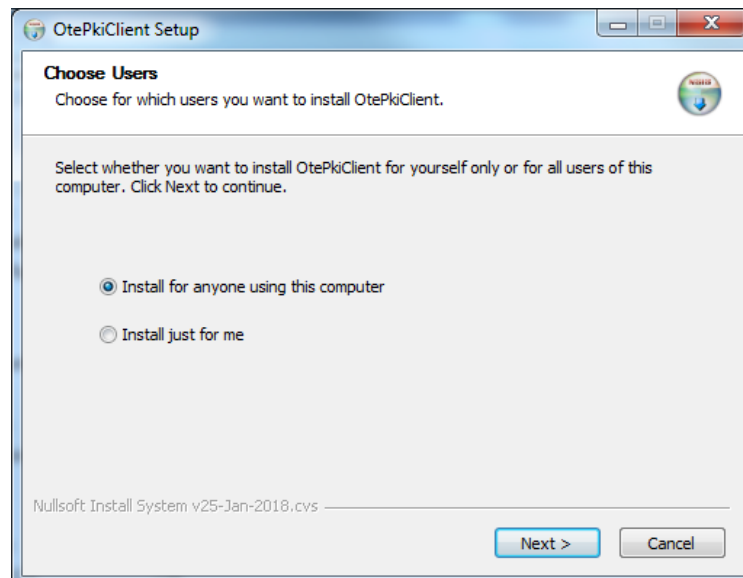 OtePkiClient Setup
Choose Users
Choose for which users you want to install OtePkiClient.
Select whether you want to install OtePkiClient for yourself only or for all users of this
computer. Click Next to continue.
Install for anyone using this computer
Install just for me
Nullsoft Install System v25-Jan-2018.cvs
Next >
Cancel